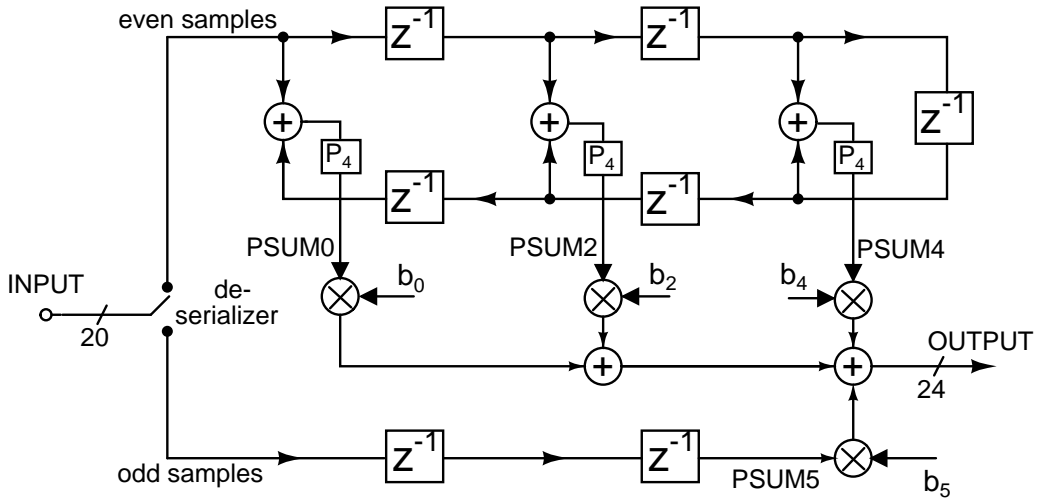 even samples
z⁻¹
z⁻¹
z⁻¹
+
+
+
P₄
P₄
P₄
z⁻¹
z⁻¹
PSUM0
PSUM2
PSUM4
b₀
b₂
b₄
INPUT
20
de-
serializer
+
+
OUTPUT
24
odd samples
z⁻¹
z⁻¹
PSUM5
b₅